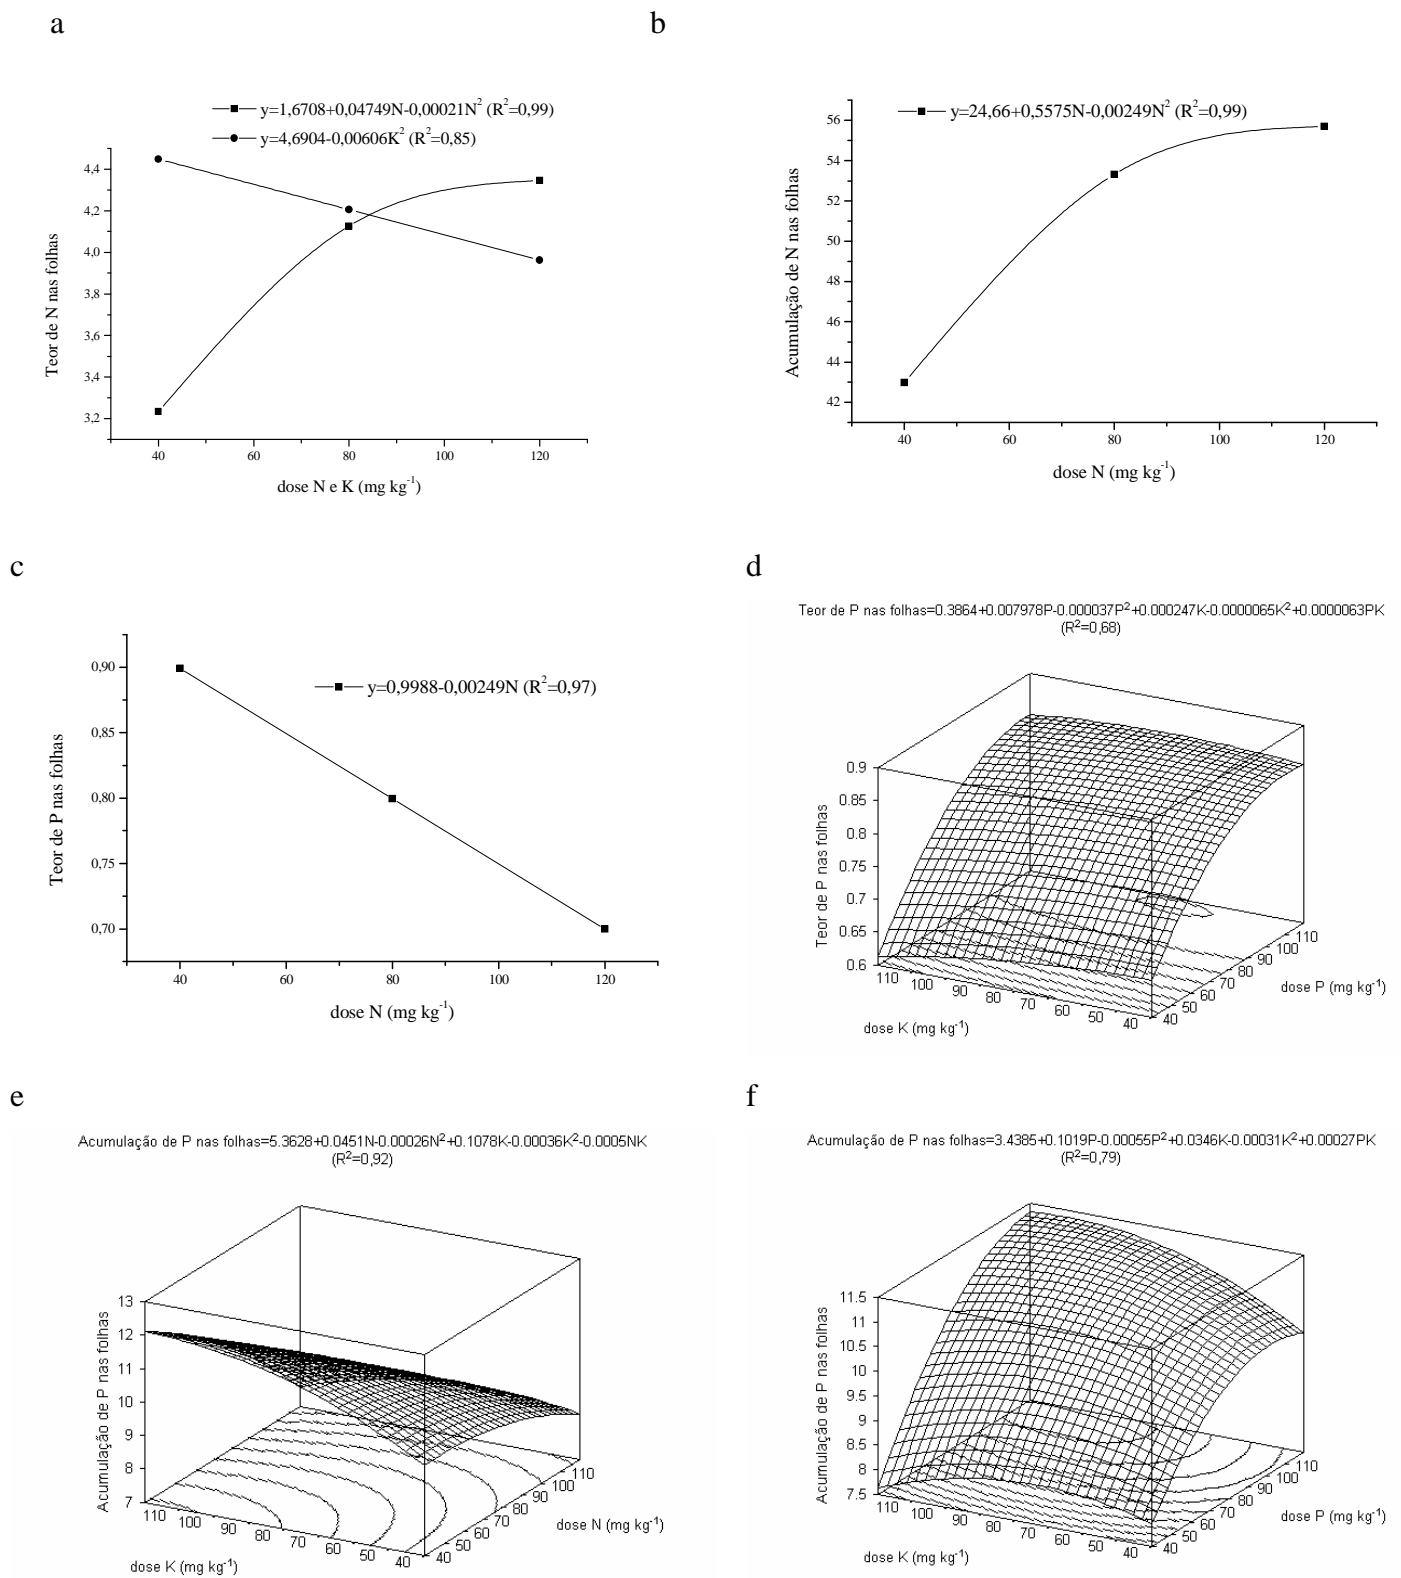 a
y=1,6708+0,04749N-0,00021N² (R²=0,99)
y=4,6904-0,00606K² (R²=0,85)
Teor de N nas folhas
4,4
4,2
4,0
3,8
3,6
3,4
3,2
40 60 80 100 120
dose N e K (mg kg⁻¹)
b
y=24,66+0,5575N-0,00249N² (R²=0,99)
Acumulação de N nas folhas
56
54
52
50
48
46
44
42
40 60 80 100 120
dose N (mg kg⁻¹)
c
y=0,9988-0,00249N (R²=0,97)
Teor de P nas folhas
0,90
0,85
0,80
0,75
0,70
40 60 80 100 120
dose N (mg kg⁻¹)
d
Teor de P nas folhas=0.3864+0.007978P-0.000037P²+0.000247K-0.0000065K²+0.0000063PK
(R²=0,68)
Teor de P nas folhas
0.9
0.85
0.8
0.75
0.7
0.65
0.6
110 100 90 80 70 60 50 40
dose K (mg kg⁻¹)
40 50 60 70 80 90 100 110
dose P (mg kg⁻¹)
e
Acumulação de P nas folhas=5.3628+0.0451N-0.00026N²+0.1078K-0.00036K²-0.0005NK
(R²=0,92)
Acumulação de P nas folhas
13
12
11
10
9
8
7
110 100 90 80 70 60 50 40
dose K (mg kg⁻¹)
40 50 60 70 80 90 100 110
dose N (mg kg⁻¹)
f
Acumulação de P nas folhas=3.4385+0.1019P-0.00055P²+0.0346K-0.00031K²+0.00027PK
(R²=0,79)
Acumulação de P nas folhas
11.5
11
10.5
10
9.5
9
8.5
8
7.5
110 100 90 80 70 60 50 40
dose K (mg kg⁻¹)
40 50 60 70 80 90 100 110
dose P (mg kg⁻¹)